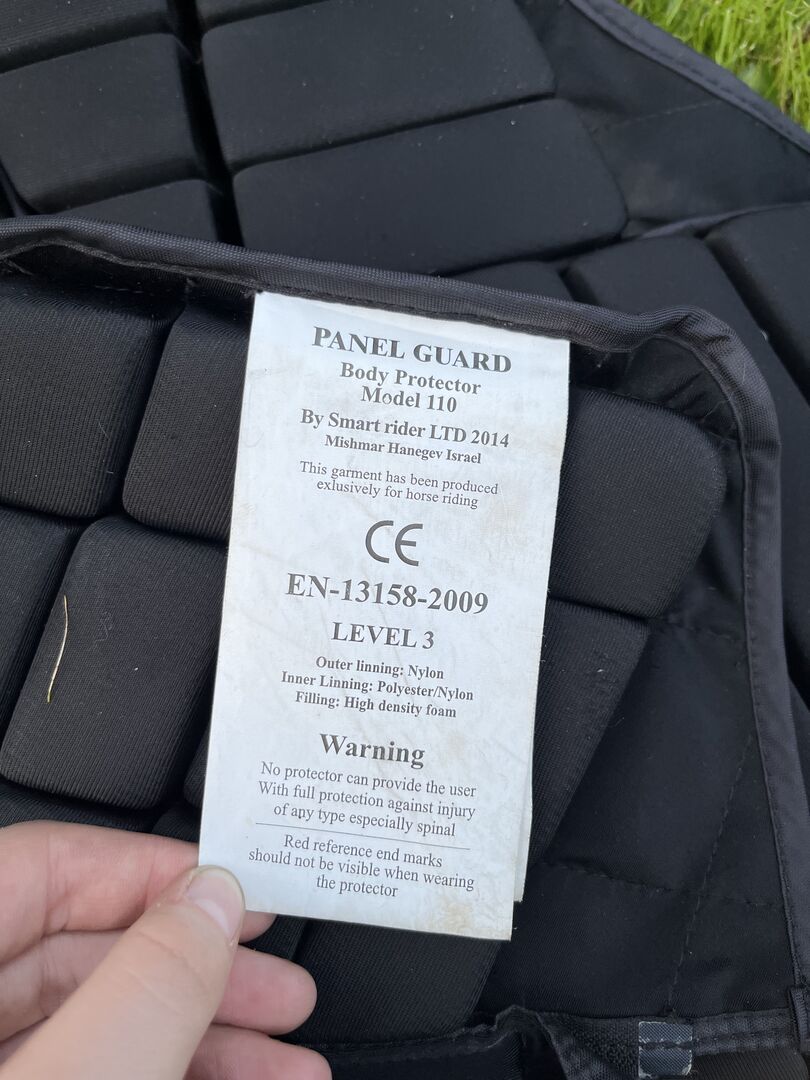 PANEL GUARD
Body Protector
Model 110
By Smart rider LTD 2014
Mishmar Hanegev Israel
This garment has been produced
exlusively for horse riding
CE
EN-13158-2009
LEVEL 3
Outer linning: Nylon
Inner Linning: Polyester/Nylon
Filling: High density foam
Warning
No protector can provide the user
With full protection against injury
of any type especially spinal
Red reference end marks
should not be visible when wearing
the protector